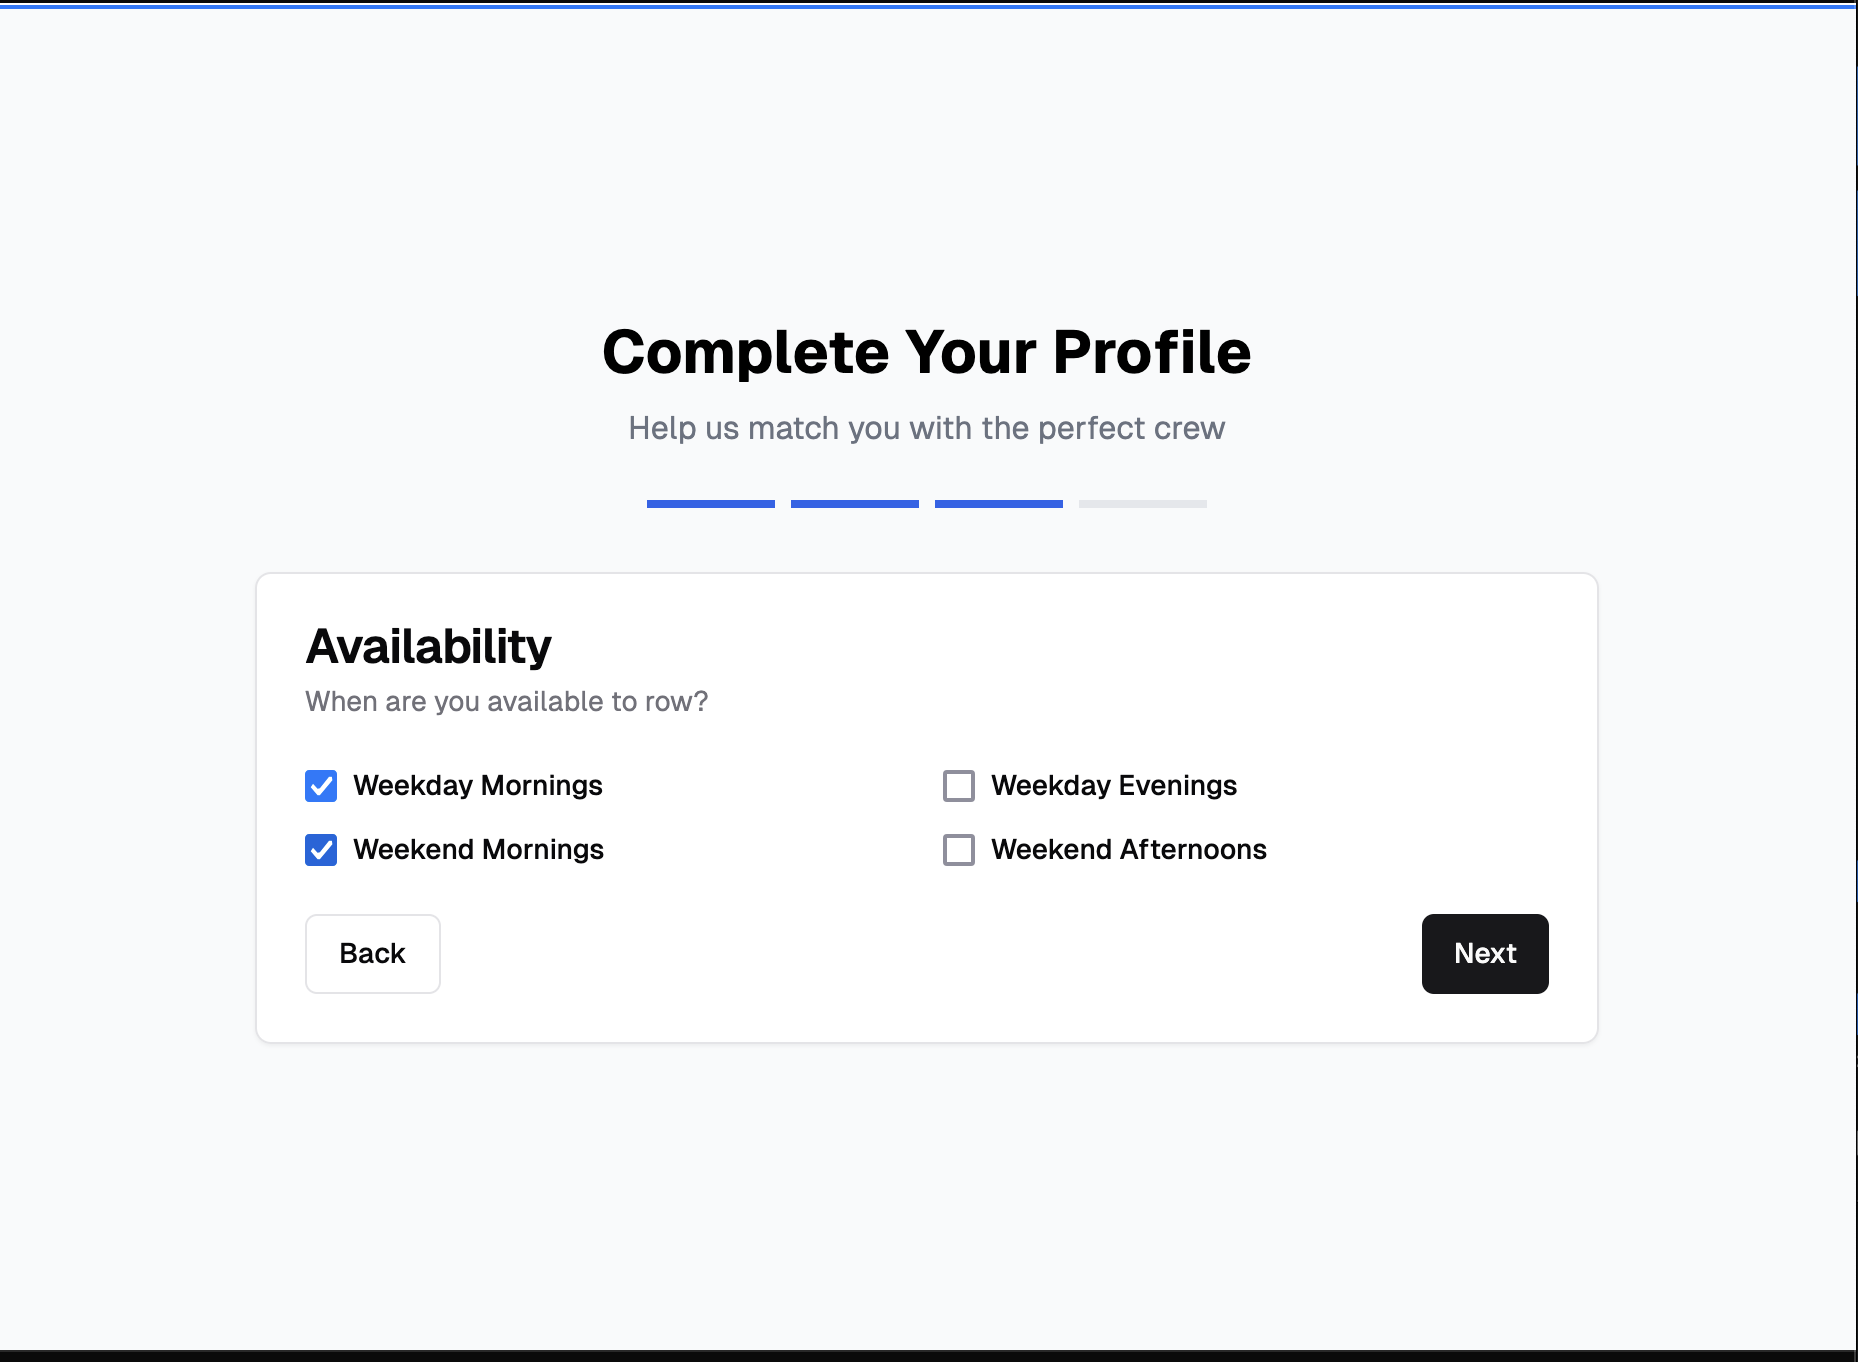 Complete Your Profile
Help us match you with the perfect crew
Availability
When are you available to row?
Weekday Mornings
Weekday Evenings
Weekend Mornings
Weekend Afternoons
Back
Next